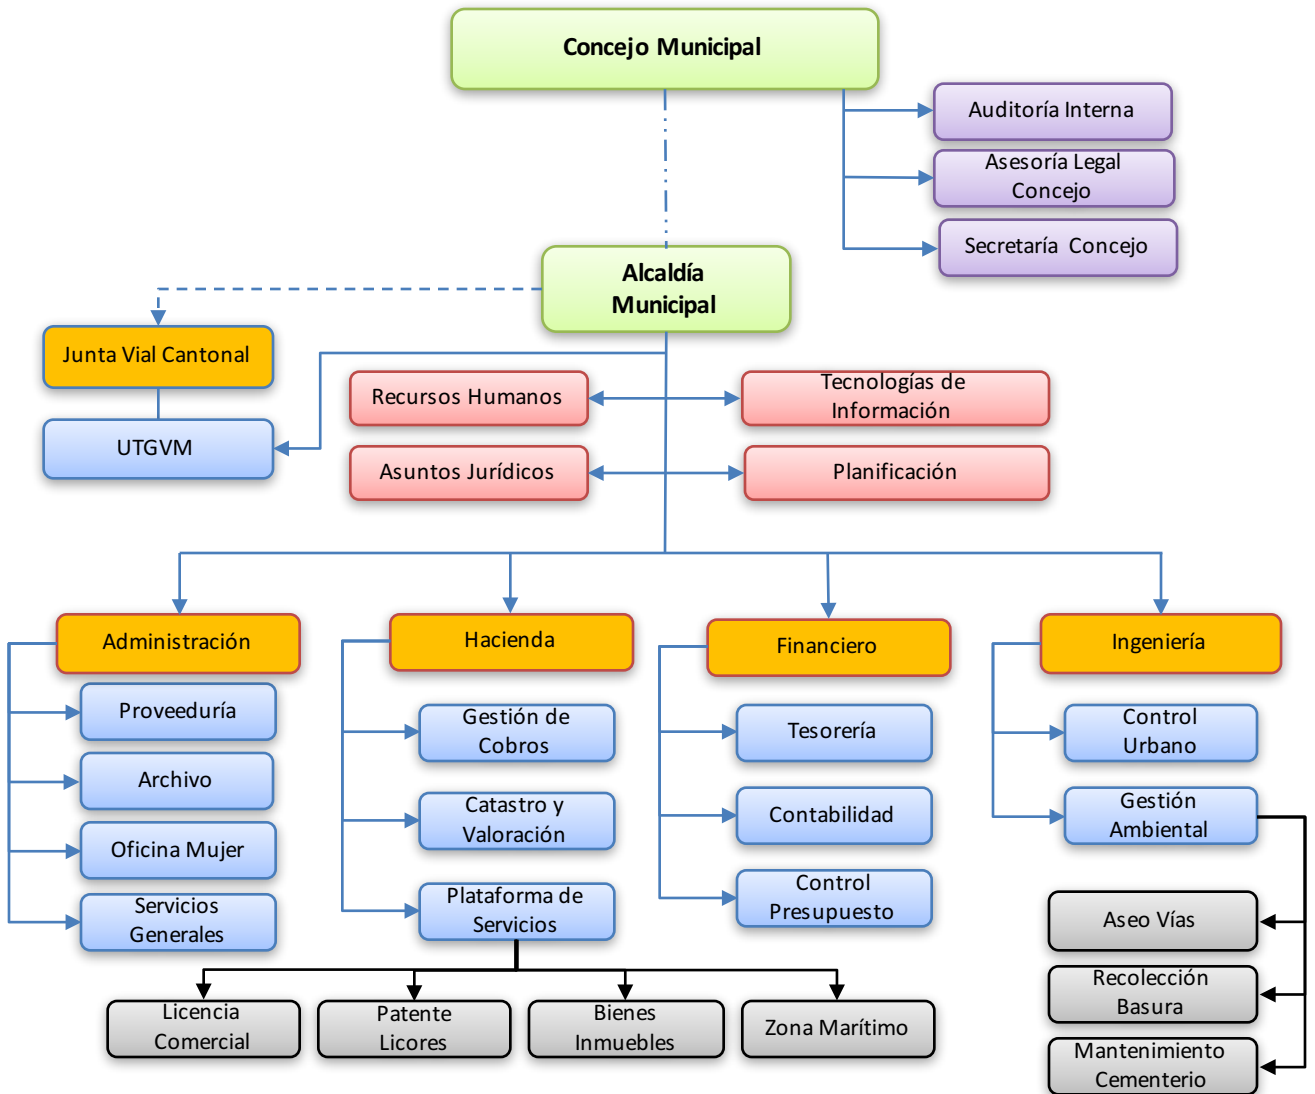 Concejo Municipal
Auditoría Interna
Asesoría Legal
Concejo
Secretaría Concejo
Alcaldía
Municipal
Junta Vial Cantonal
UTGVM
Recursos Humanos
Tecnologías de
Información
Asuntos Jurídicos
Planificación
Administración
Hacienda
Financiero
Ingeniería
Proveeduría
Archivo
Oficina Mujer
Servicios
Generales
Gestión de
Cobros
Catastro y
Valoración
Plataforma de
Servicios
Tesorería
Contabilidad
Control
Presupuesto
Control
Urbano
Gestión
Ambiental
Aseo Vías
Recolección
Basura
Mantenimiento
Cementerio
Licencia
Comercial
Patente
Licores
Bienes
Inmuebles
Zona Marítimo